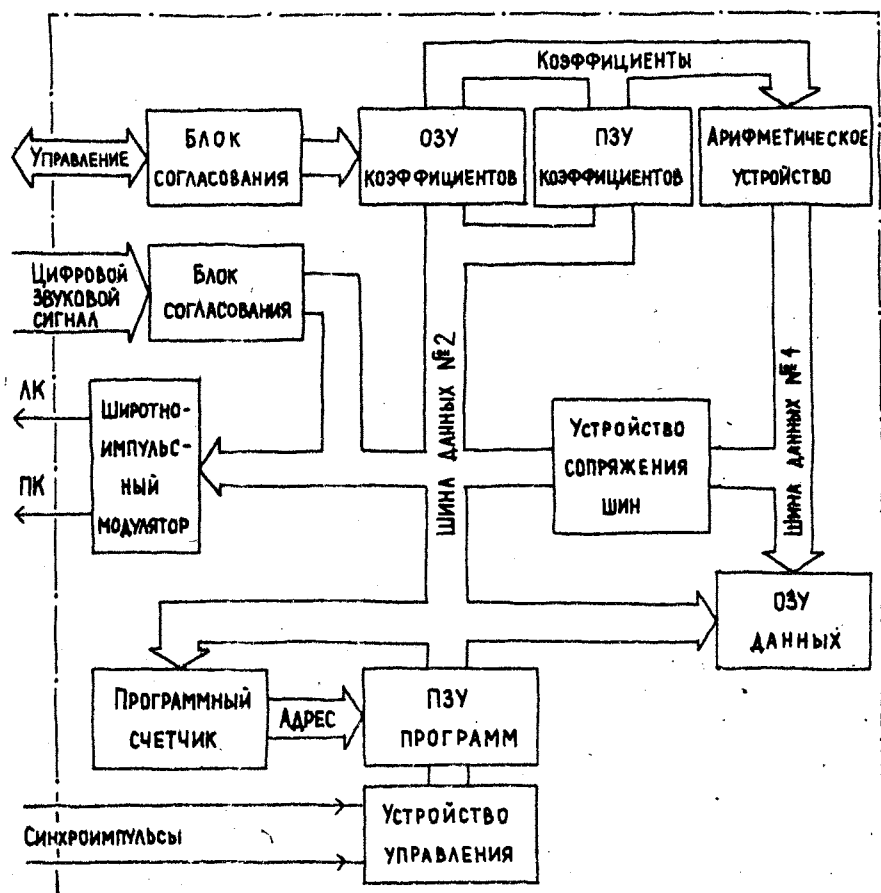 Коэффициенты
Управление
Блок
согласования
ОЗУ
коэффициентов
ПЗУ
коэффициентов
Арифметическое
устройство
Цифровой
звуковой
сигнал
Блок
согласования
Шина данных №2
Шина данных №1
ЛК
ПК
Широтно-
импульс-
ный
модулятор
Устройство
сопряжения
шин
ОЗУ
данных
Программный
счетчик
Адрес
ПЗУ
программ
Синхроимпульсы
Устройство
управления